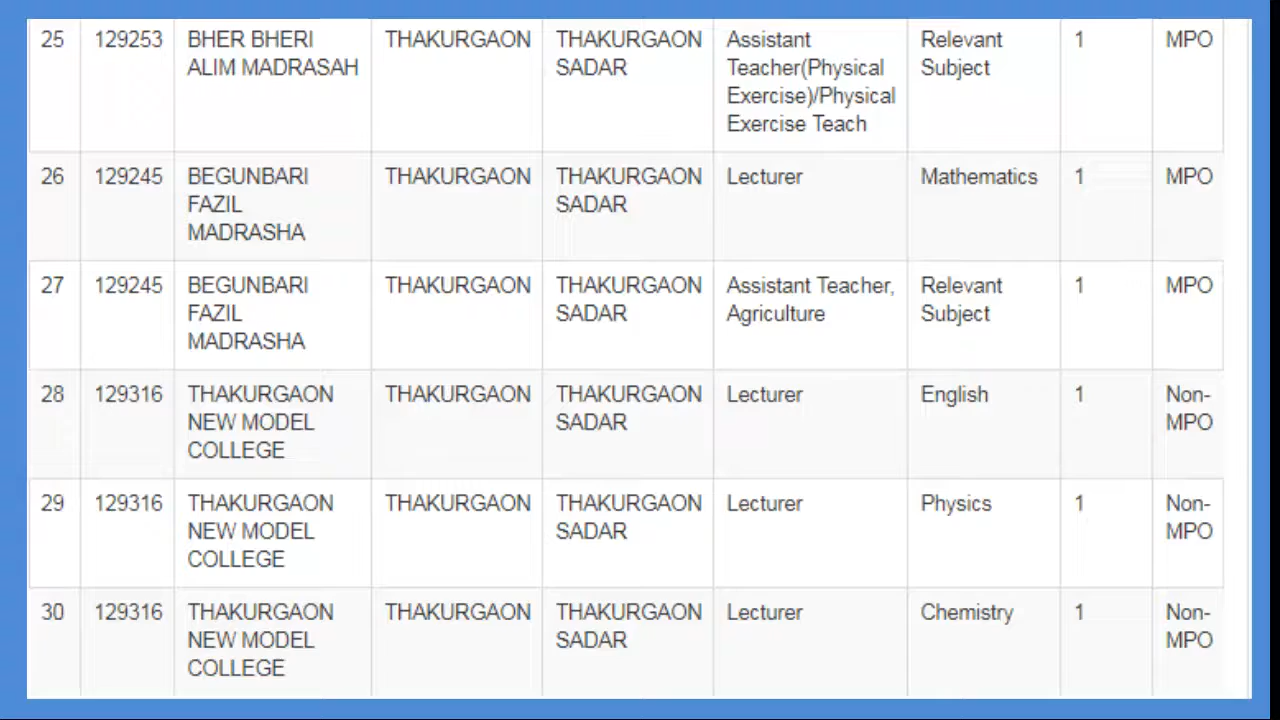 25 129253 BHER BHERI THAKURGAON THAKURGAON Assistant Relevant 1 MPO
ALIM MADRASAH SADAR Teacher(Physical Subject
Exercise)/Physical
Exercise Teach
26 129245 BEGUNBARI THAKURGAON THAKURGAON Lecturer Mathematics 1 MPO
FAZIL SADAR
MADRASHA
27 129245 BEGUNBARI THAKURGAON THAKURGAON Assistant Teacher, Relevant 1 MPO
FAZIL SADAR Agriculture Subject
MADRASHA
28 129316 THAKURGAON THAKURGAON THAKURGAON Lecturer English 1 Non-
NEW MODEL SADAR MPO
COLLEGE
29 129316 THAKURGAON THAKURGAON THAKURGAON Lecturer Physics 1 Non-
NEW MODEL SADAR MPO
COLLEGE
30 129316 THAKURGAON THAKURGAON THAKURGAON Lecturer Chemistry 1 Non-
NEW MODEL SADAR MPO
COLLEGE